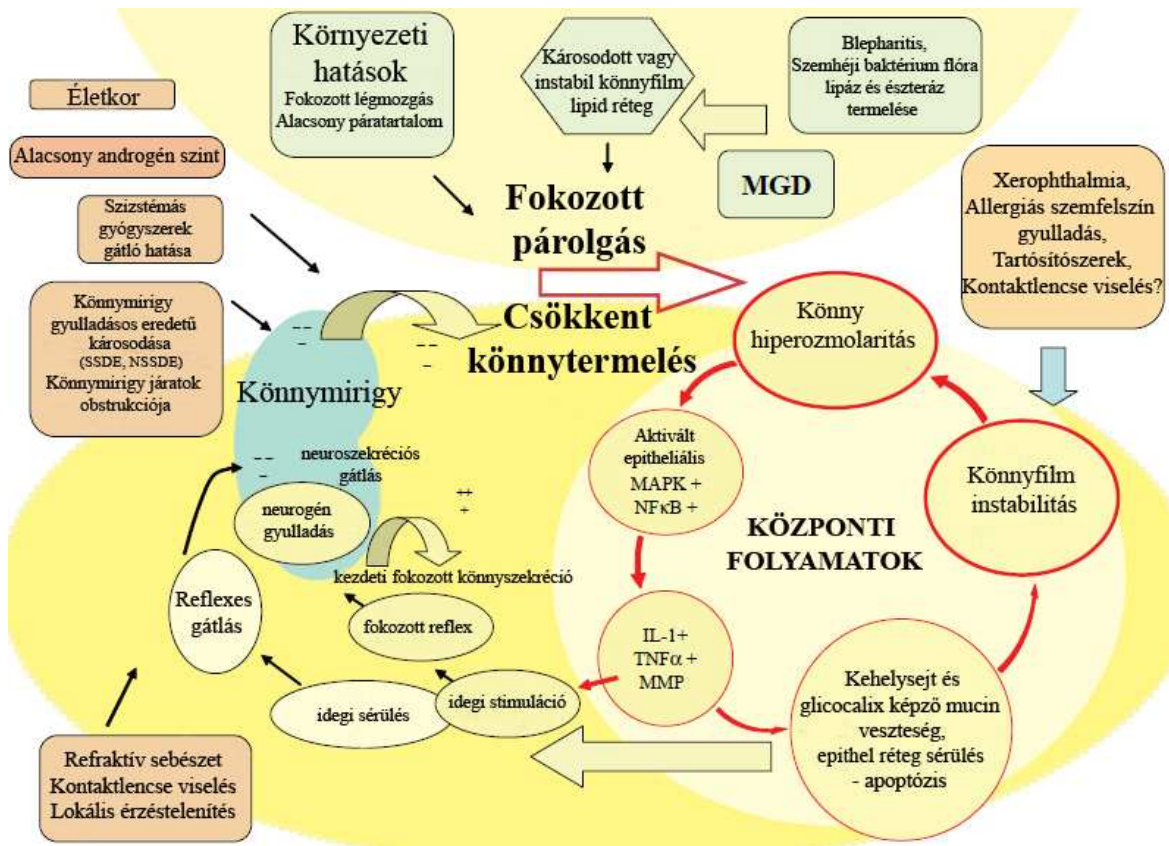 Környezeti
hatások
Fokozott légmozgás
Alacsony páratartalom
Károsodott vagy
instabil könnyfilm
lipid réteg
Blepharitis,
Szemhéji baktérium flóra
lipáz és észteráz
termelése
MGD
Életkor
Alacsony androgén szint
Szizstémás
gyógyszerek
gátló hatása
Könnymirigy
gyulladásos eredetű
károsodása
(SSDE, NSSDE)
Könnymirigy járatok
obstrukciója
Fokozott
párolgás
Csökkent
könnytermelés
Xerophthalmia,
Allergiás szemfelszín
gyulladás,
Tartósítószerek,
Kontaktlencse viselés?
Könny
hiperozmolaritás
-- 
-
--
-
Könnymirigy
-- neuroszekréciós
- gátlás
neurogén
gyulladás
++
+
kezdeti fokozott könnyszekréció
Reflexes
gátlás
fokozott reflex
idegi sérülés
idegi stimuláció
Aktivált
epitheliális
MAPK +
NFκB +
KÖZPONTI
FOLYAMATOK
Könnyfilm
instabilitás
IL-1+
TNFα +
MMP
Kehelysejt és
glicocalix képző mucin
veszteség,
epithel réteg sérülés
- apoptózis
Refraktív sebészet
Kontaktlencse viselés
Lokális érzéstelenítés